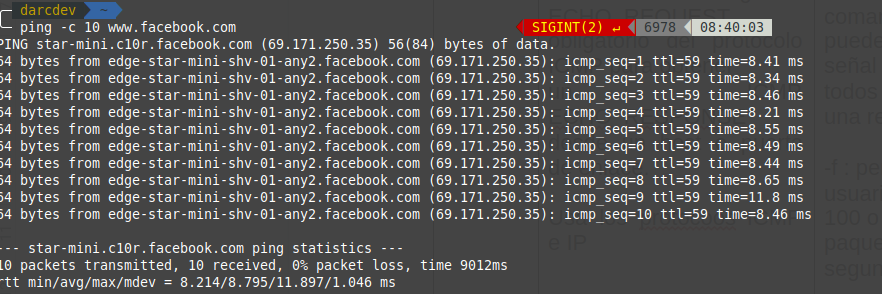 darcdev ~
ping -c 10 www.facebook.com SIGINT(2) ↵ 6978 08:40:03
PING star-mini.c10r.facebook.com (69.171.250.35) 56(84) bytes of data.
64 bytes from edge-star-mini-shv-01-any2.facebook.com (69.171.250.35): icmp_seq=1 ttl=59 time=8.41 ms
64 bytes from edge-star-mini-shv-01-any2.facebook.com (69.171.250.35): icmp_seq=2 ttl=59 time=8.34 ms
64 bytes from edge-star-mini-shv-01-any2.facebook.com (69.171.250.35): icmp_seq=3 ttl=59 time=8.46 ms
64 bytes from edge-star-mini-shv-01-any2.facebook.com (69.171.250.35): icmp_seq=4 ttl=59 time=8.21 ms
64 bytes from edge-star-mini-shv-01-any2.facebook.com (69.171.250.35): icmp_seq=5 ttl=59 time=8.55 ms
64 bytes from edge-star-mini-shv-01-any2.facebook.com (69.171.250.35): icmp_seq=6 ttl=59 time=8.49 ms
64 bytes from edge-star-mini-shv-01-any2.facebook.com (69.171.250.35): icmp_seq=7 ttl=59 time=8.44 ms
64 bytes from edge-star-mini-shv-01-any2.facebook.com (69.171.250.35): icmp_seq=8 ttl=59 time=8.65 ms
64 bytes from edge-star-mini-shv-01-any2.facebook.com (69.171.250.35): icmp_seq=9 ttl=59 time=11.8 ms
64 bytes from edge-star-mini-shv-01-any2.facebook.com (69.171.250.35): icmp_seq=10 ttl=59 time=8.46 ms
--- star-mini.c10r.facebook.com ping statistics ---
10 packets transmitted, 10 received, 0% packet loss, time 9012ms
rtt min/avg/max/mdev = 8.214/8.795/11.897/1.046 ms